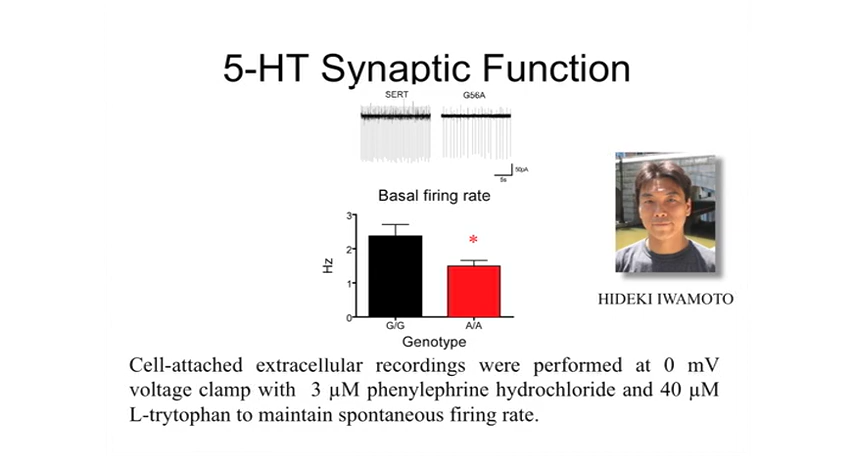 5-HT Synaptic Function
SERT
G56A
50pA
5s
Basal firing rate
3
2
1
0
Hz
*
G/G
A/A
Genotype
HIDEKI IWAMOTO
Cell-attached extracellular recordings were performed at 0 mV
voltage clamp with 3 µM phenylephrine hydrochloride and 40 µM
L-trytophan to maintain spontaneous firing rate.